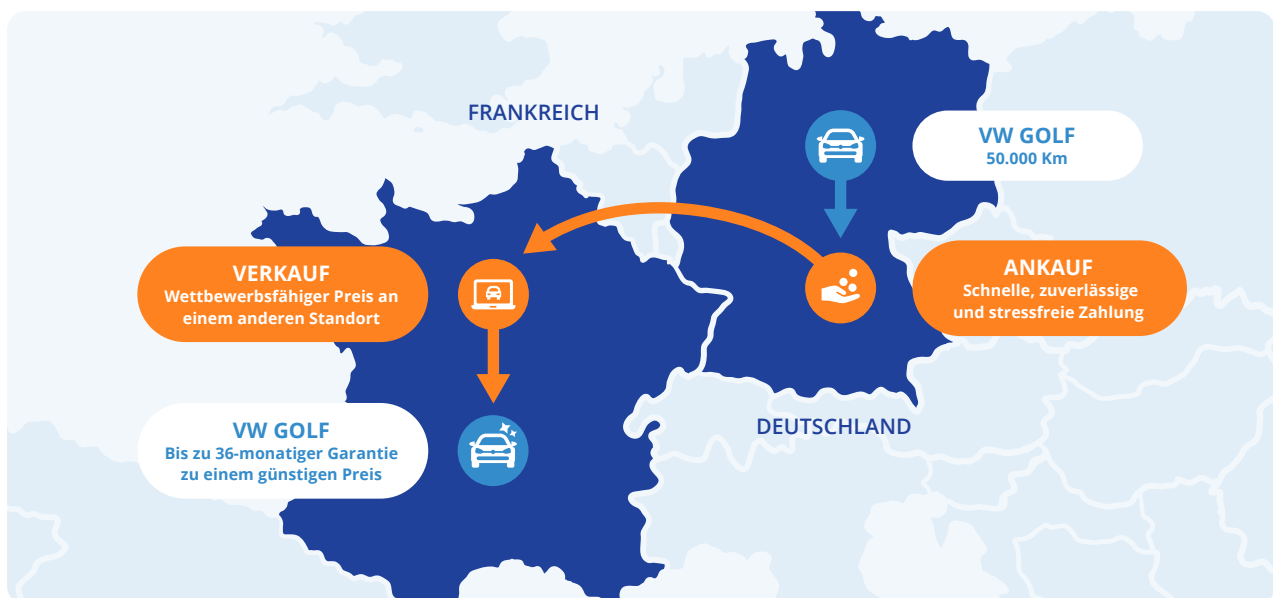 FRANKREICH
VW GOLF
50.000 Km
VERKAUF
Wettbewerbsfähiger Preis an
einem anderen Standort
ANKAUF
Schnelle, zuverlässige
und stressfreie Zahlung
VW GOLF
Bis zu 36-monatiger Garantie
zu einem günstigen Preis
DEUTSCHLAND